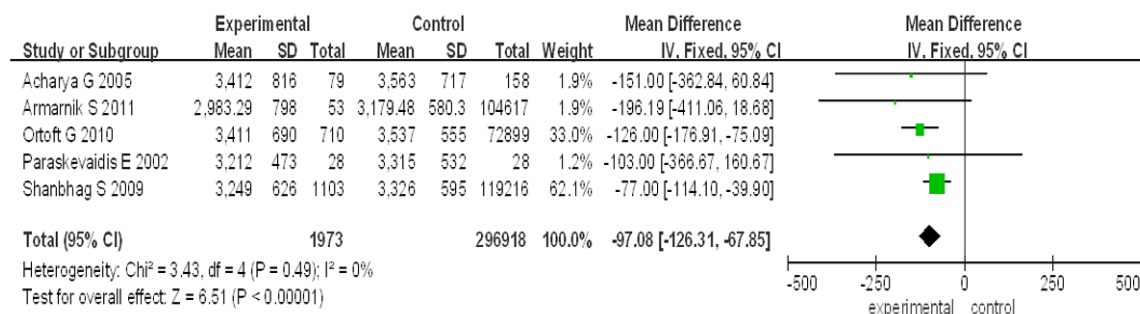 Experimental Control Mean Difference Mean Difference
Study or Subgroup Mean SD Total Mean SD Total Weight IV, Fixed, 95% CI IV, Fixed, 95% CI
Acharya G 2005 3,412 816 79 3,563 717 158 1.9% -151.00 [-362.84, 60.84]
Armarnik S 2011 2,983.29 798 53 3,179.48 580.3 104617 1.9% -196.19 [-411.06, 18.68]
Ortoft G 2010 3,411 690 710 3,537 555 72899 33.0% -126.00 [-176.91, -75.09]
Paraskevaidis E 2002 3,212 473 28 3,315 532 28 1.2% -103.00 [-366.67, 160.67]
Shanbhag S 2009 3,249 626 1103 3,326 595 119216 62.1% -77.00 [-114.10, -39.90]
Total (95% CI) 1973 296918 100.0% -97.08 [-126.31, -67.85]
Heterogeneity: Chi² = 3.43, df = 4 (P = 0.49); I² = 0%
Test for overall effect: Z = 6.51 (P < 0.00001)
-500 -250 0 250 500
experimental control